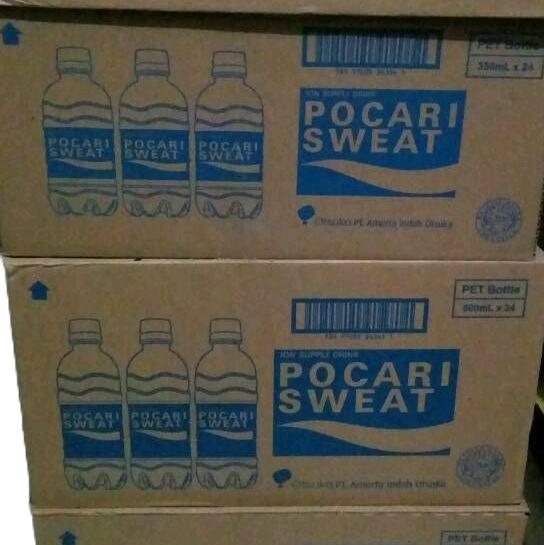 PET Bottle
350mL x 24
ION SUPPLY DRINK
POCARI
SWEAT
POCARI
SWEAT
POCARI
SWEAT
POCARI
SWEAT
Otsuka PT. Amerta Indah Otsuka
PET Bottle
500mL x 24
ION SUPPLY DRINK
POCARI
SWEAT
POCARI
SWEAT
POCARI
SWEAT
POCARI
SWEAT
Otsuka PT. Amerta Indah Otsuka
PET Bottle